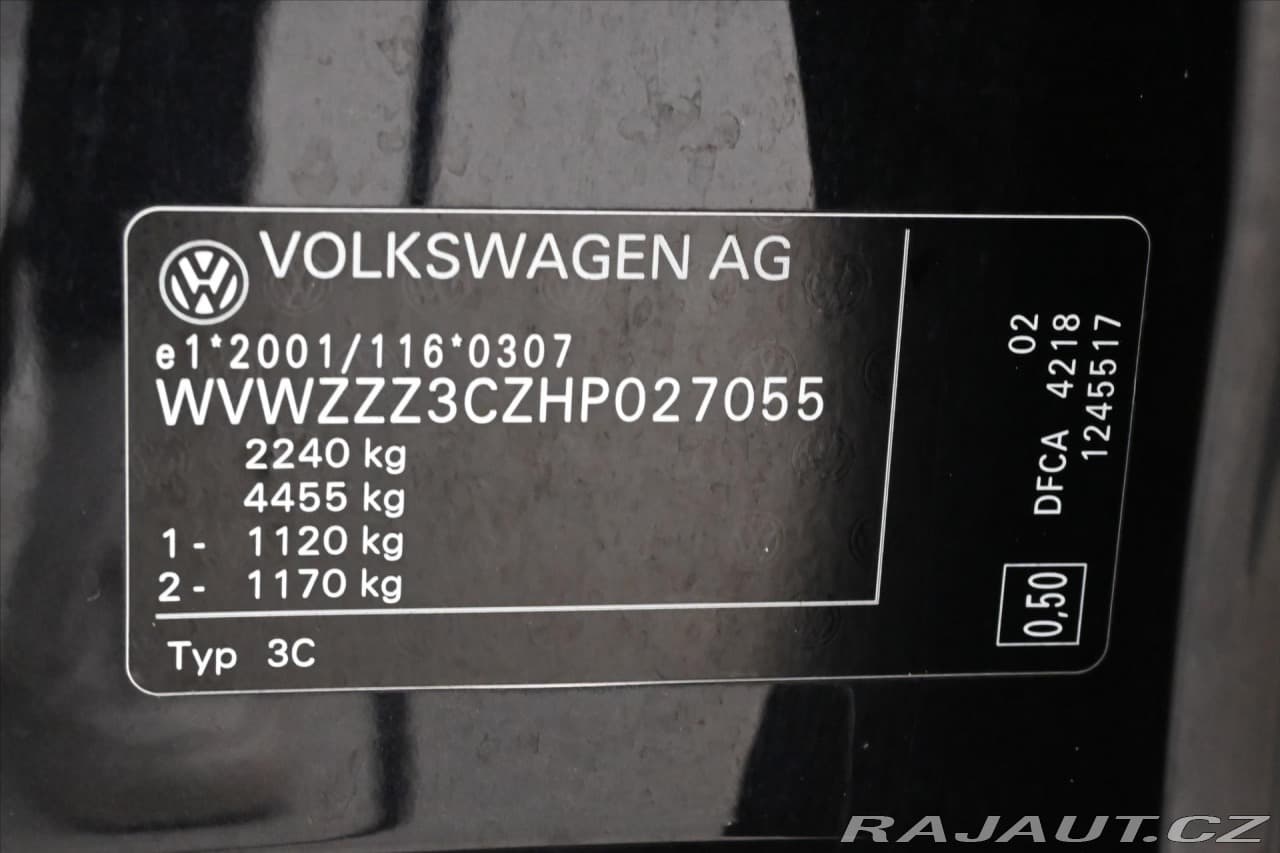 VOLKSWAGEN AG
e1*2001/116*0307
WVWZZZ3CZHP027055
2240 kg
4455 kg
1- 1120 kg
2- 1170 kg
Typ 3C
02
DFCA 4218
1245517
0,50
RAJAUT.CZ